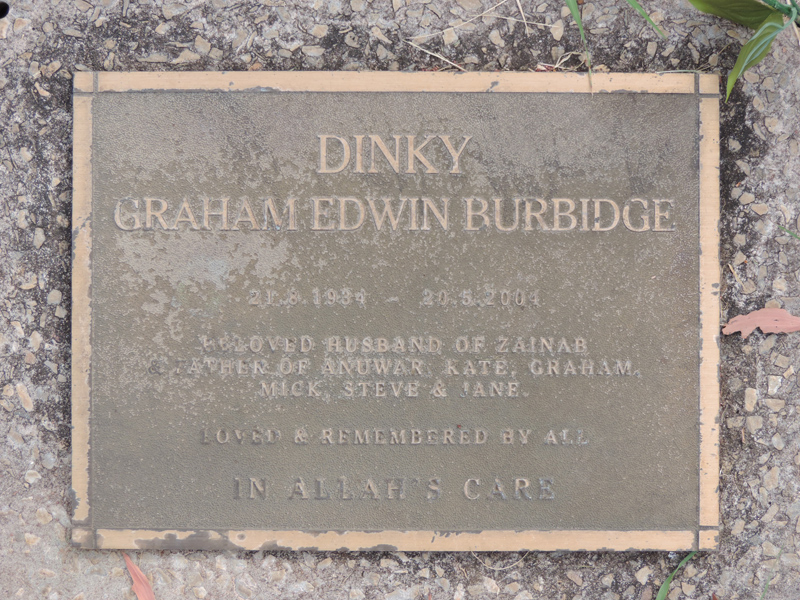 DINKY
GRAHAM EDWIN BURBIDGE
21.8.1934 - 20.5.2004
BELOVED HUSBAND OF ZAINAB
& FATHER OF ANUWAR, KATE, GRAHAM,
MICK, STEVE & JANE.
LOVED & REMEMBERED BY ALL
IN ALLAH'S CARE